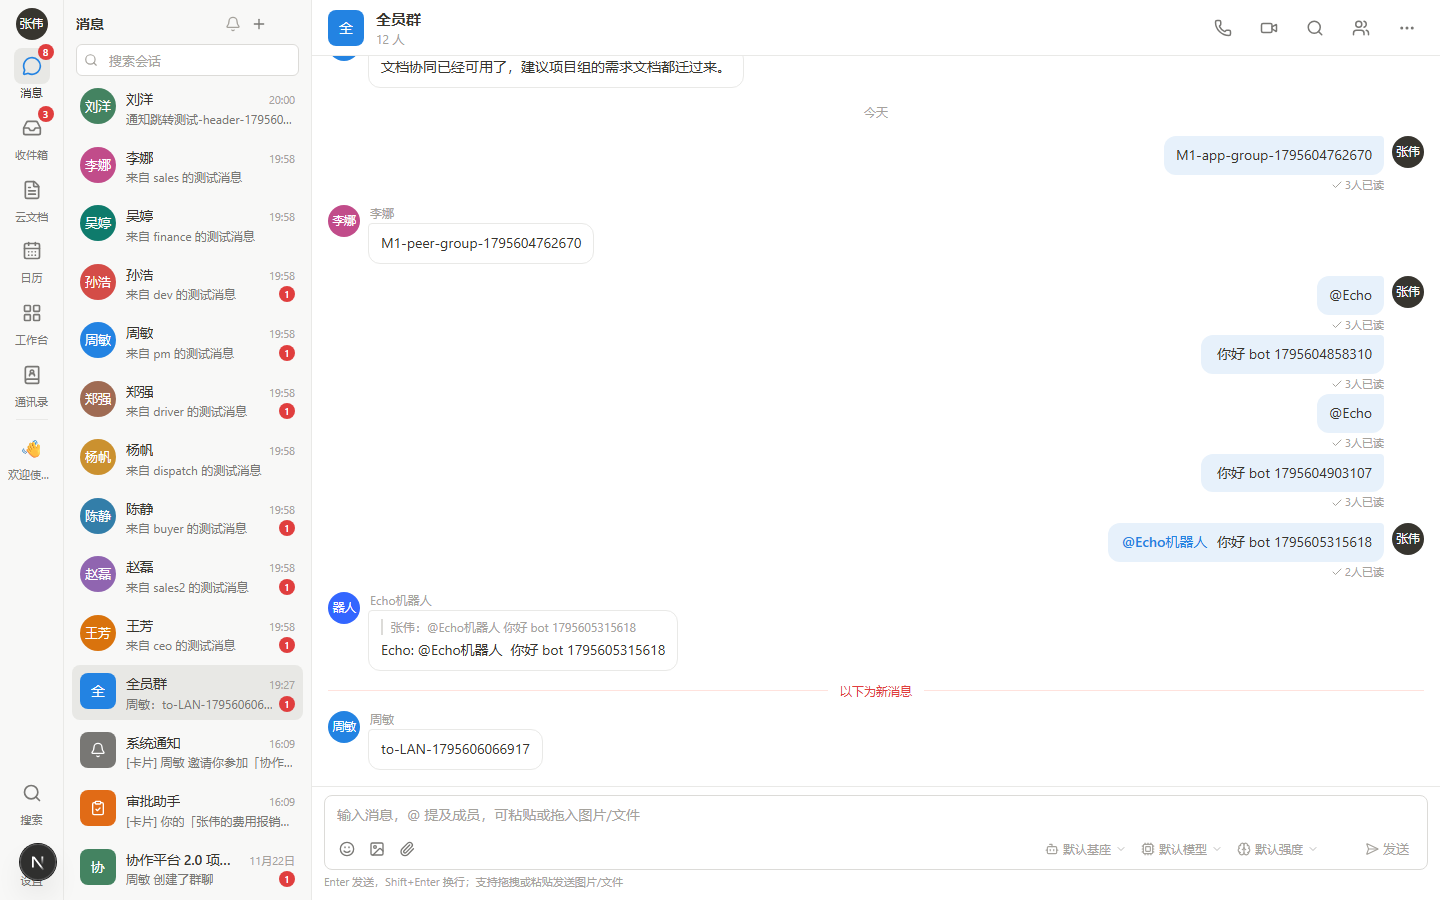 张伟
8
消息
3
收件箱
云文档
日历
工作台
通讯录
欢迎使...
搜索
N
消息
搜索会话
刘洋
刘洋
20:00
通知跳转测试-header-179560...
李娜
李娜
19:58
来自 sales 的测试消息
吴婷
吴婷
19:58
来自 finance 的测试消息
孙浩
孙浩
19:58
来自 dev 的测试消息
1
周敏
周敏
19:58
来自 pm 的测试消息
1
郑强
郑强
19:58
来自 driver 的测试消息
1
杨帆
杨帆
19:58
来自 dispatch 的测试消息
陈静
陈静
19:58
来自 buyer 的测试消息
1
赵磊
赵磊
19:58
来自 sales2 的测试消息
1
王芳
王芳
19:58
来自 ceo 的测试消息
1
全
全员群
19:27
周敏：to-LAN-179560606...
1
系统通知
16:09
[卡片] 周敏 邀请你参加「协作...
审批助手
16:09
[卡片] 你的「张伟的费用报销...
协
协作平台 2.0 项...
11月22日
周敏 创建了群聊
1
全
全员群
12 人
文档协同已经可用了，建议项目组的需求文档都迁过来。
今天
M1-app-group-1795604762670
张伟
3人已读
李娜
李娜
M1-peer-group-1795604762670
@Echo
张伟
3人已读
你好 bot 1795604858310
3人已读
@Echo
3人已读
你好 bot 1795604903107
3人已读
@Echo机器人 你好 bot 1795605315618
张伟
2人已读
器人
Echo机器人
张伟：@Echo机器人 你好 bot 1795605315618
Echo: @Echo机器人 你好 bot 1795605315618
以下为新消息
周敏
周敏
to-LAN-1795606066917
输入消息，@ 提及成员，可粘贴或拖入图片/文件
默认基座
默认模型
默认强度
发送
Enter 发送，Shift+Enter 换行；支持拖拽或粘贴发送图片/文件